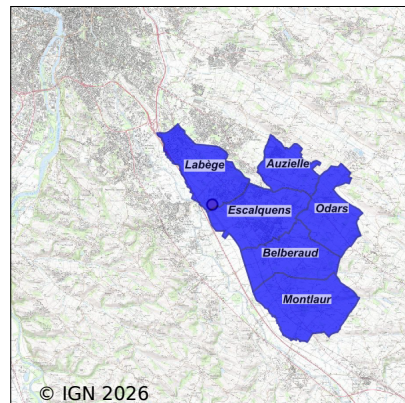 Auzielle
Labège
Escalquens
Odars
Belberaud
Montlaur
© IGN 2026